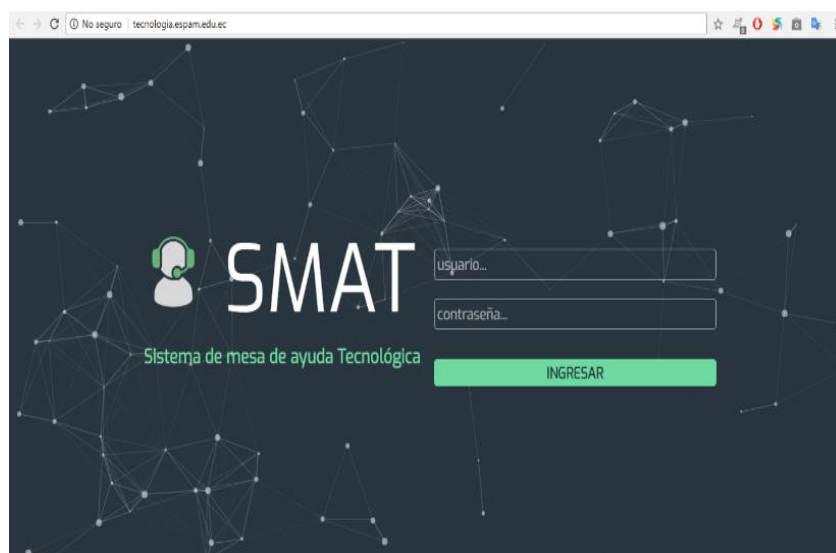 No seguro
tecnologia.espam.edu.ec
SMAT
Sistema de mesa de ayuda Tecnológica
usuario...
contraseña...
INGRESAR